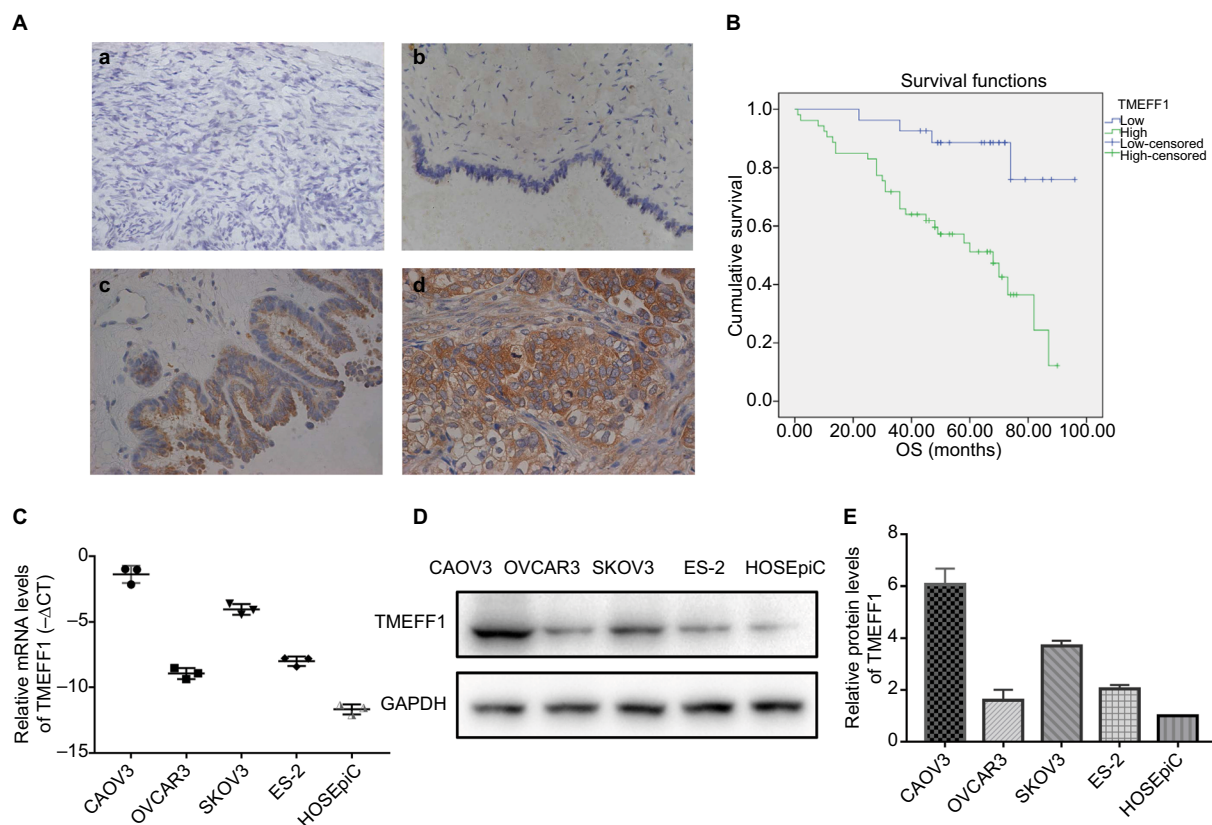 A
a
b
c
d
B
Survival functions
TMEFF1
Low
High
Low-censored
High-censored
Cumulative survival
1.0
0.8
0.6
0.4
0.2
0.0
0.00 20.00 40.00 60.00 80.00 100.00
OS (months)
C
Relative mRNA levels
of TMEFF1 (–ΔCT)
0
–5
–10
–15
CAOV3
OVCAR3
SKOV3
ES-2
HOSEpiC
D
CAOV3 OVCAR3 SKOV3 ES-2 HOSEpiC
TMEFF1
GAPDH
E
Relative protein levels
of TMEFF1
8
6
4
2
0
CAOV3
OVCAR3
SKOV3
ES-2
HOSEpiC